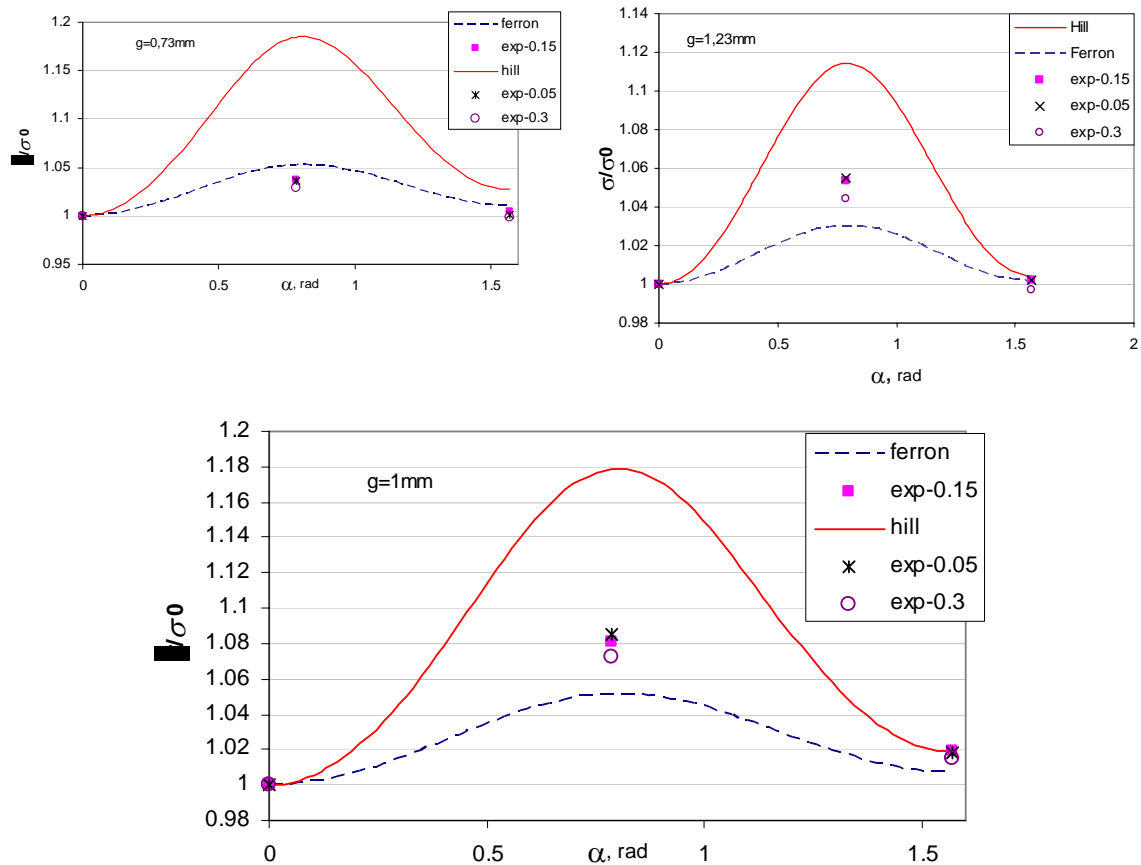 1.2
1.15
1.1
1.05
1
0.95
0 0.5 1 1.5
g=0,73mm
/σ0
α, rad
ferron
exp-0.15
hill
exp-0.05
exp-0.3
1.14
1.12
1.1
1.08
1.06
1.04
1.02
1
0.98
0 0.5 1 1.5 2
g=1,23mm
σ/σ0
α, rad
Hill
Ferron
exp-0.15
exp-0.05
exp-0.3
1.2
1.18
1.16
1.14
1.12
1.1
1.08
1.06
1.04
1.02
1
0.98
0 0.5 1 1.5
g=1mm
/σ0
α, rad
ferron
exp-0.15
hill
exp-0.05
exp-0.3